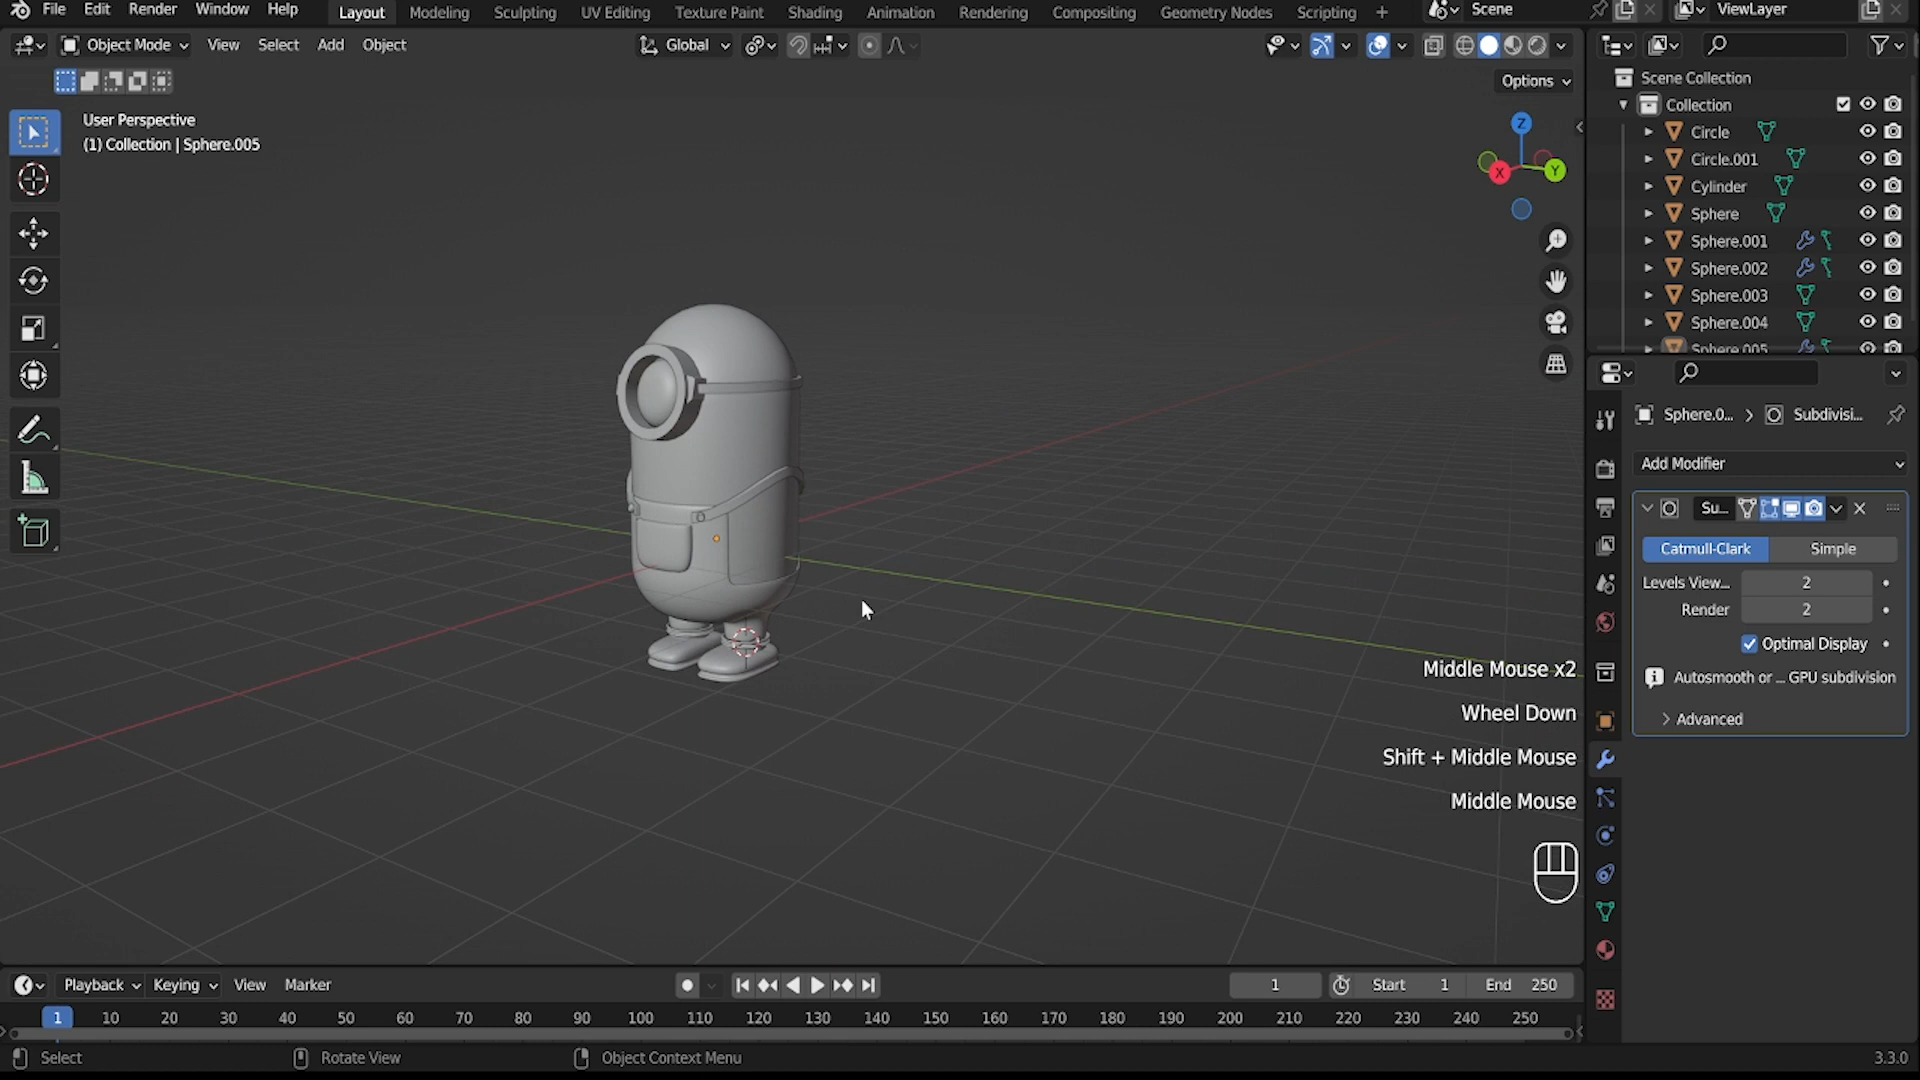 File Edit Render Window Help Layout Modeling Sculpting UV Editing Texture Paint Shading Animation Rendering Compositing Geometry Nodes Scripting + Scene ViewLayer
Object Mode View Select Add Object Global
Options
User Perspective
(1) Collection | Sphere.005
Z
X
Y
Scene Collection
Collection
Circle
Circle.001
Cylinder
Sphere
Sphere.001
Sphere.002
Sphere.003
Sphere.004
Sphere.005
Sphere.0... > Subdivisi...
Add Modifier
Su...
Catmull-Clark Simple
Levels View... 2
Render 2
Optimal Display
Autosmooth or ... GPU subdivision
Advanced
Middle Mouse x2
Wheel Down
Shift + Middle Mouse
Middle Mouse
Playback Keying View Marker 1 Start 1 End 250
1 10 20 30 40 50 60 70 80 90 100 110 120 130 140 150 160 170 180 190 200 210 220 230 240 250
Select Rotate View Object Context Menu 3.3.0